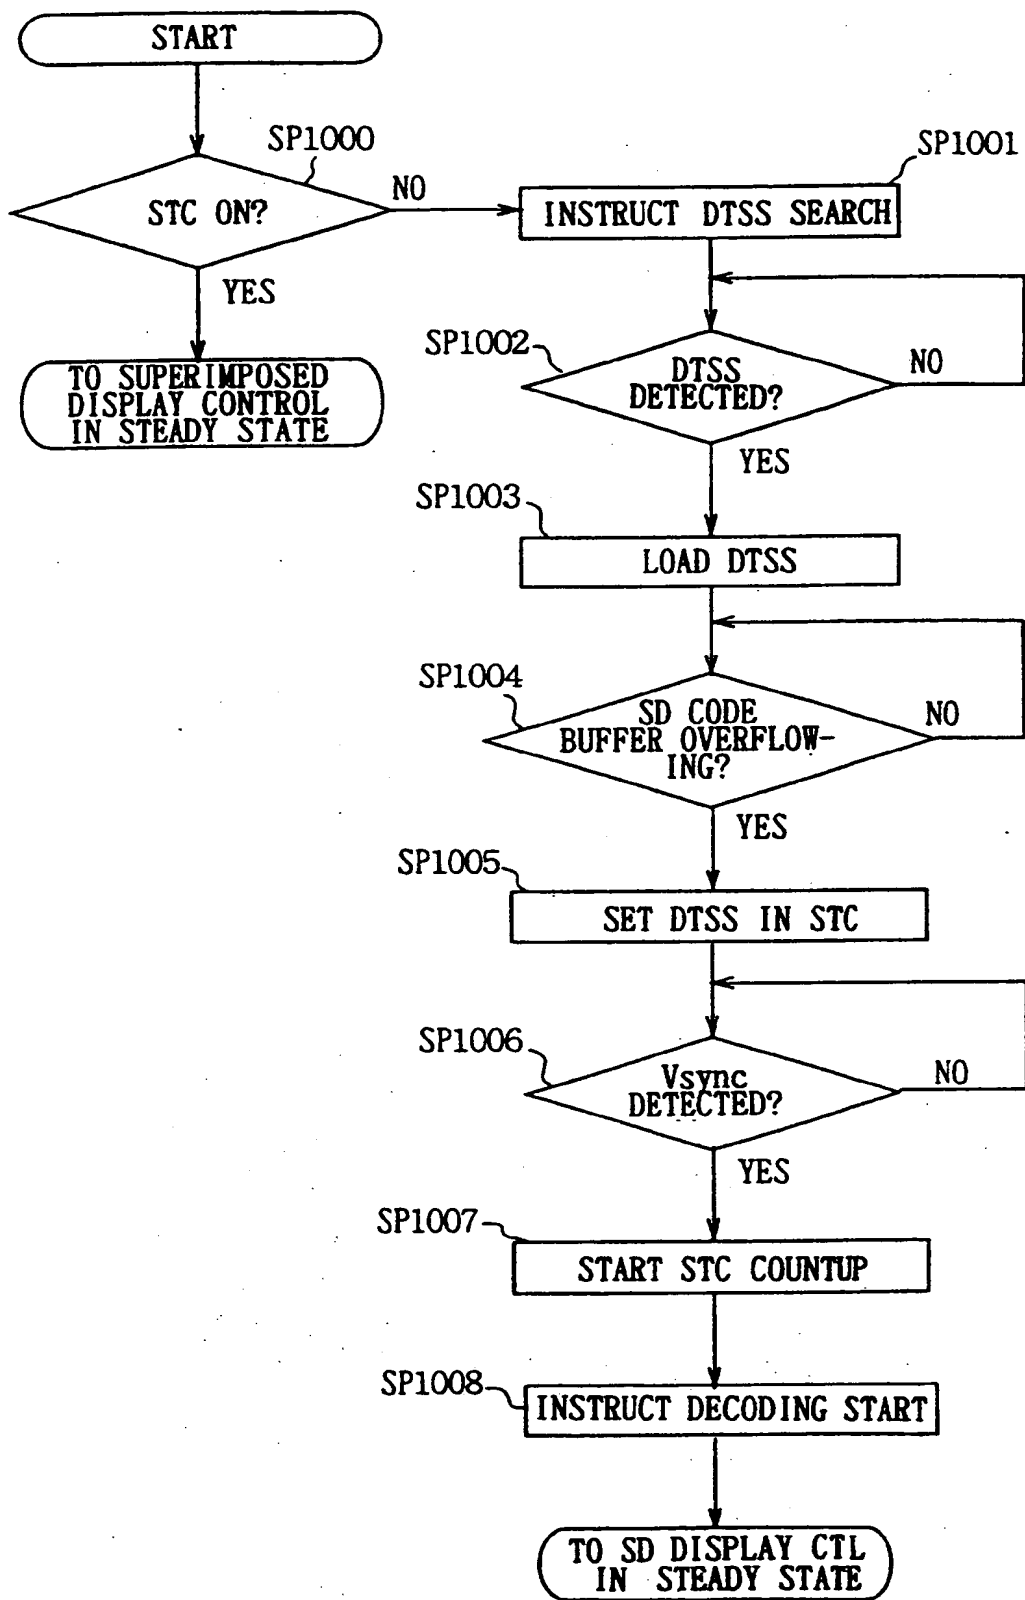 START
SP1000
STC ON?
NO
YES
TO SUPERIMPOSED
DISPLAY CONTROL
IN STEADY STATE
SP1001
INSTRUCT DTSS SEARCH
SP1002
DTSS
DETECTED?
NO
YES
SP1003
LOAD DTSS
SP1004
SD CODE
BUFFER OVERFLOW-
ING?
NO
YES
SP1005
SET DTSS IN STC
SP1006
Vsync
DETECTED?
NO
YES
SP1007
START STC COUNTUP
SP1008
INSTRUCT DECODING START
TO SD DISPLAY CTL
IN STEADY STATE